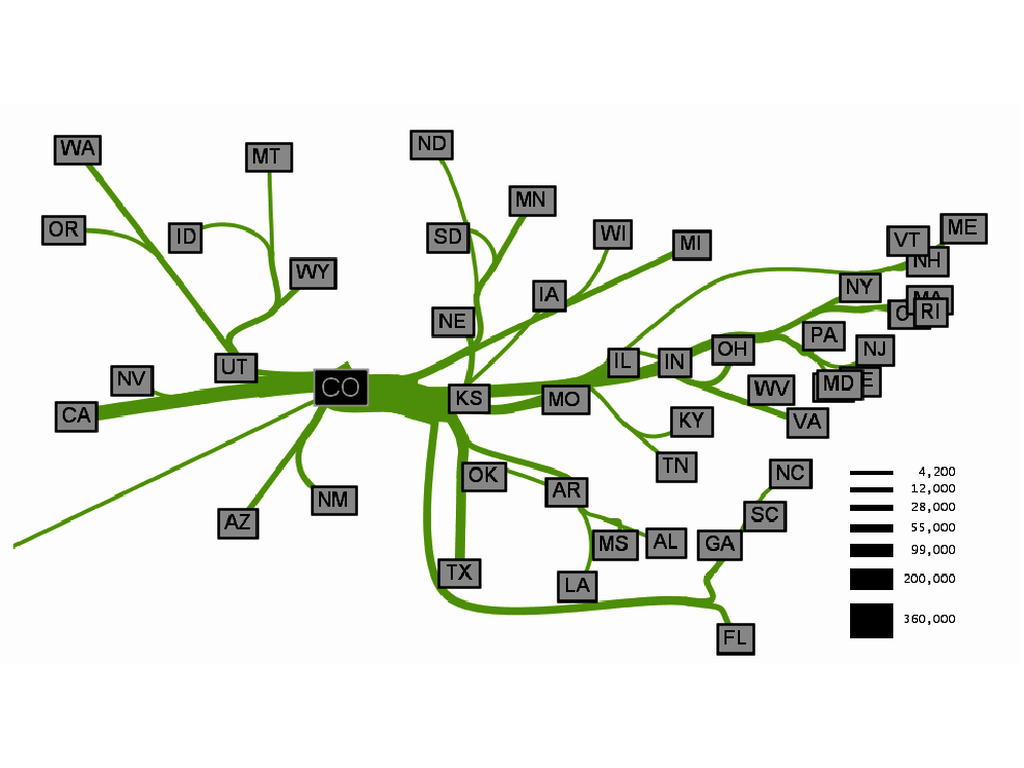 WA
MT
ND
OR
ID
WY
SD
MN
WI
MI
ME
VT
NH
NY
IA
NE
RI
PA
OH
NJ
UT
NV
CA
CO
KS
MO
IL
IN
WV
MD
VA
KY
TN
OK
AR
NM
AZ
TX
LA
MS
AL
GA
SC
NC
FL
4,200
12,000
28,000
55,000
99,000
200,000
360,000